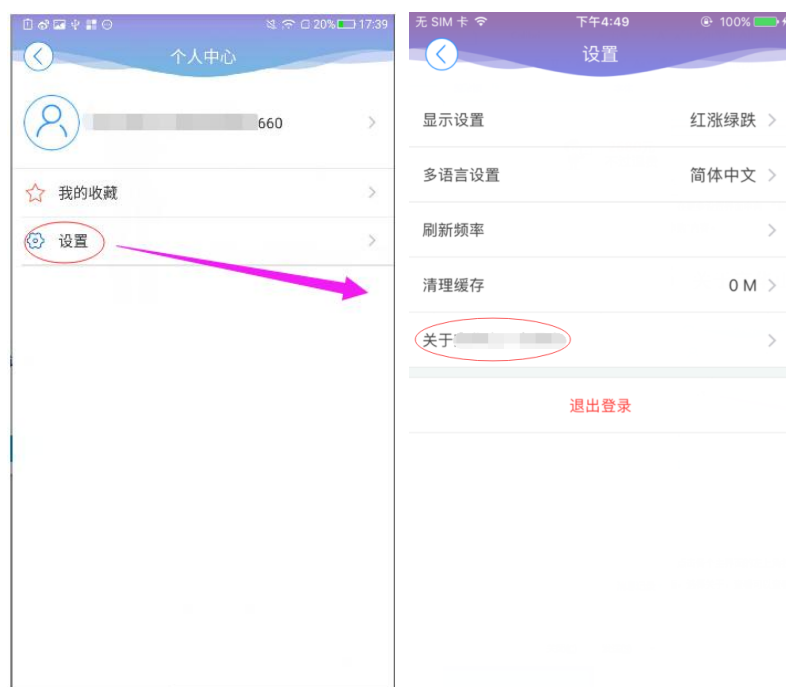 20% 17:39
个人中心
660
我的收藏
设置
无 SIM 卡 下午4:49 100%
设置
显示设置 红涨绿跌
多语言设置 简体中文
刷新频率
清理缓存 0 M
关于
退出登录